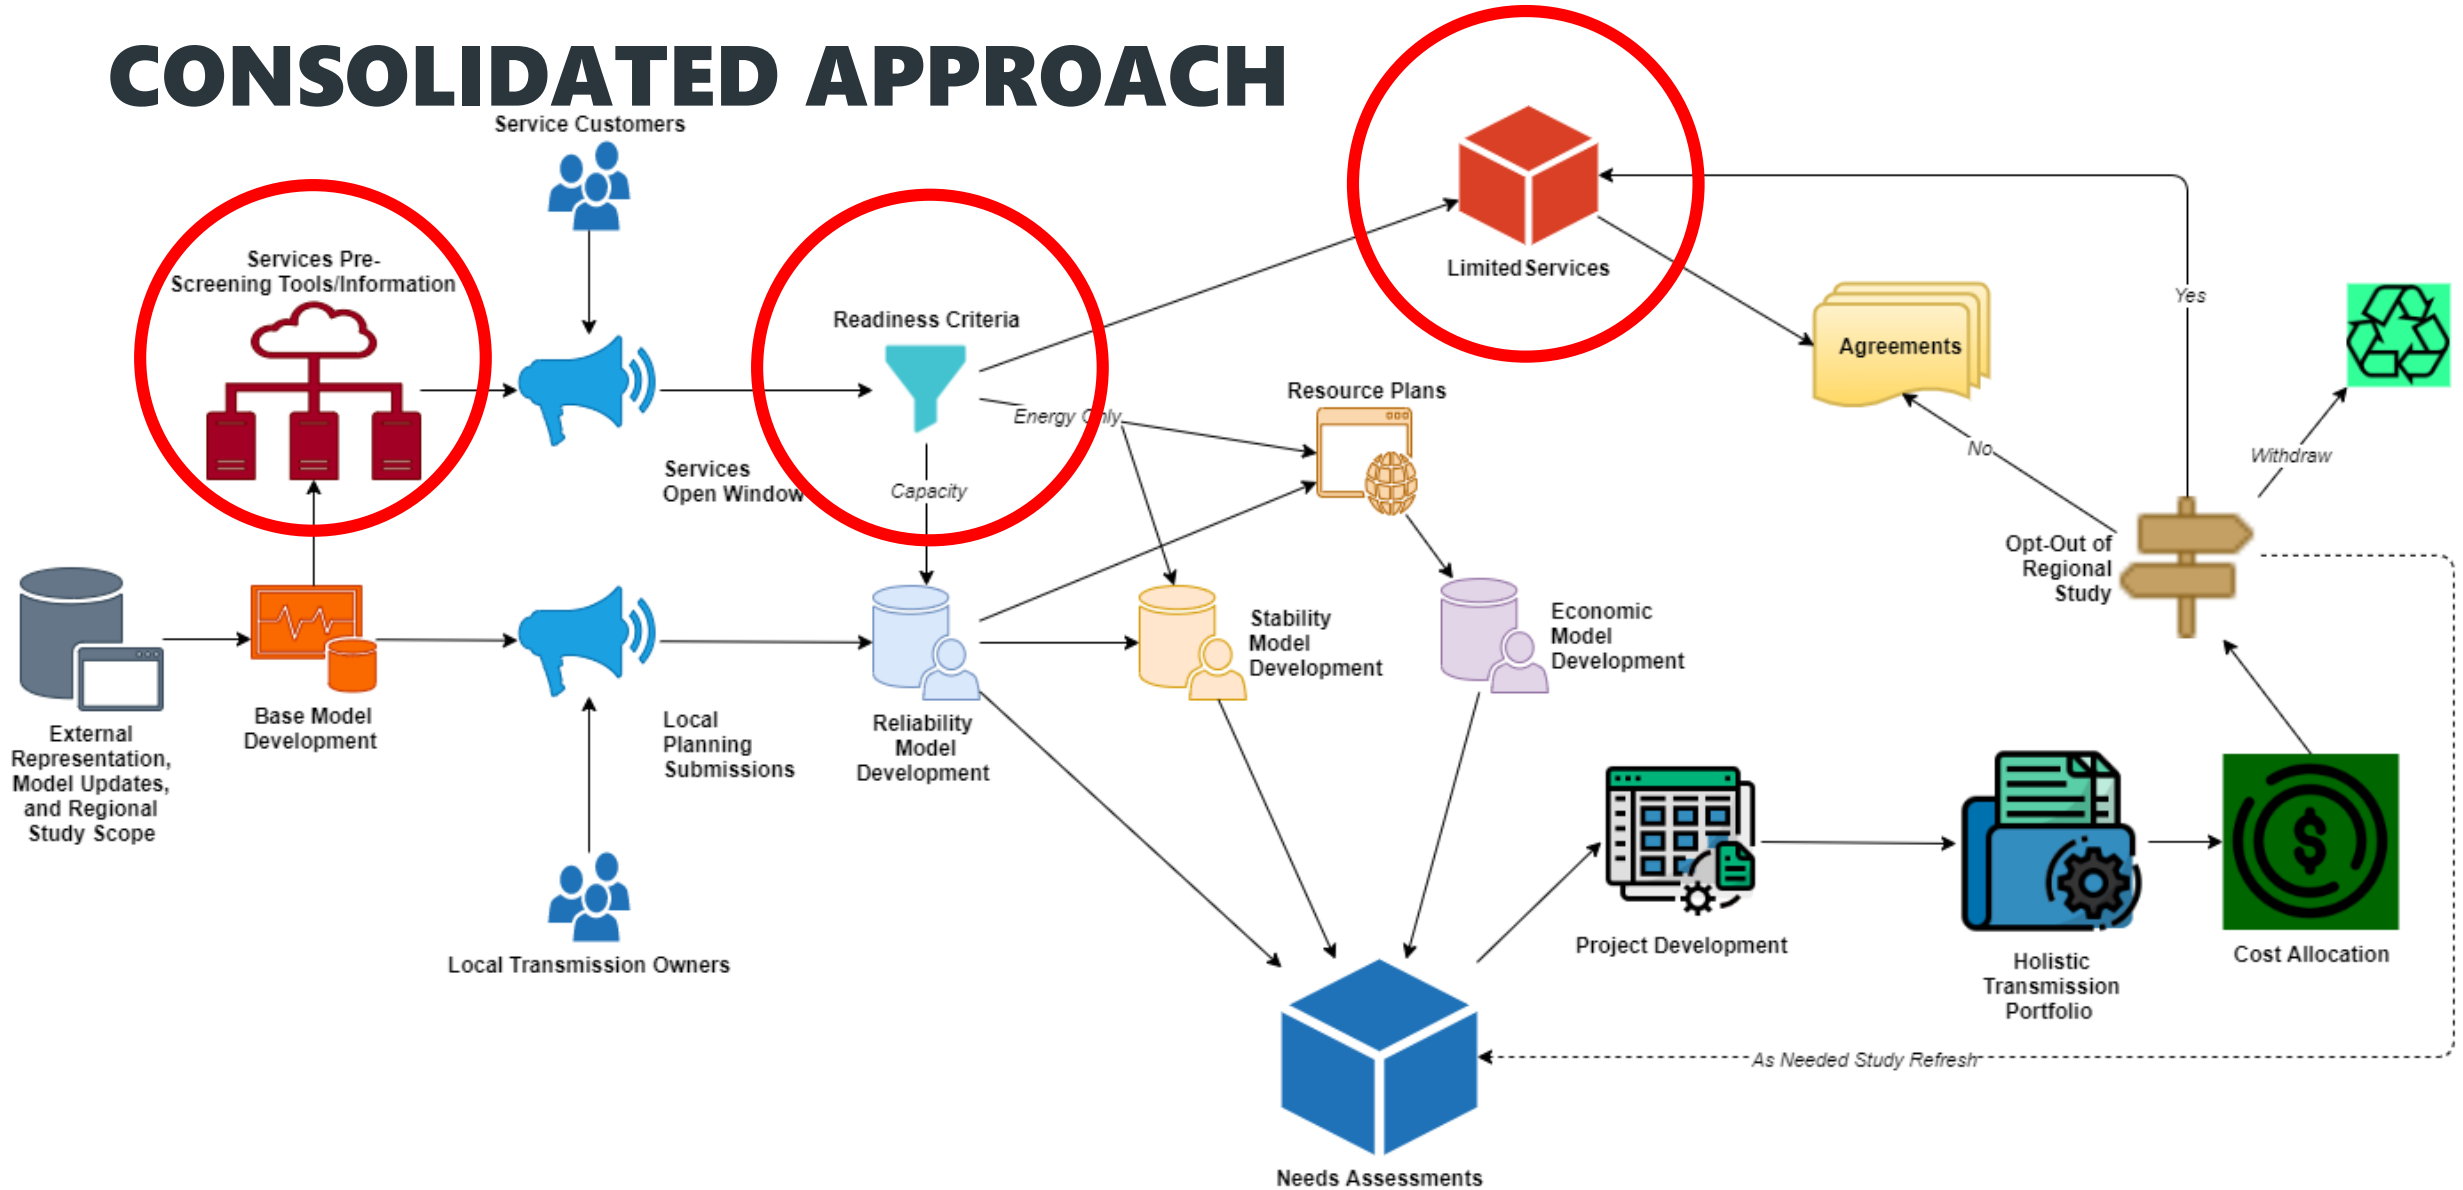 CONSOLIDATED APPROACH
Service Customers
Services Pre-
Screening Tools/Information
Readiness Criteria
Limited Services
Yes
Agreements
Resource Plans
Energy Only
No
Withdraw
Services
Open Window
Capacity
Opt-Out of
Regional
Study
Stability
Model
Development
Economic
Model
Development
External
Representation,
Model Updates,
and Regional
Study Scope
Base Model
Development
Local
Planning
Submissions
Reliability
Model
Development
Local Transmission Owners
Project Development
Holistic
Transmission
Portfolio
$
Cost Allocation
As Needed Study Refresh
Needs Assessments